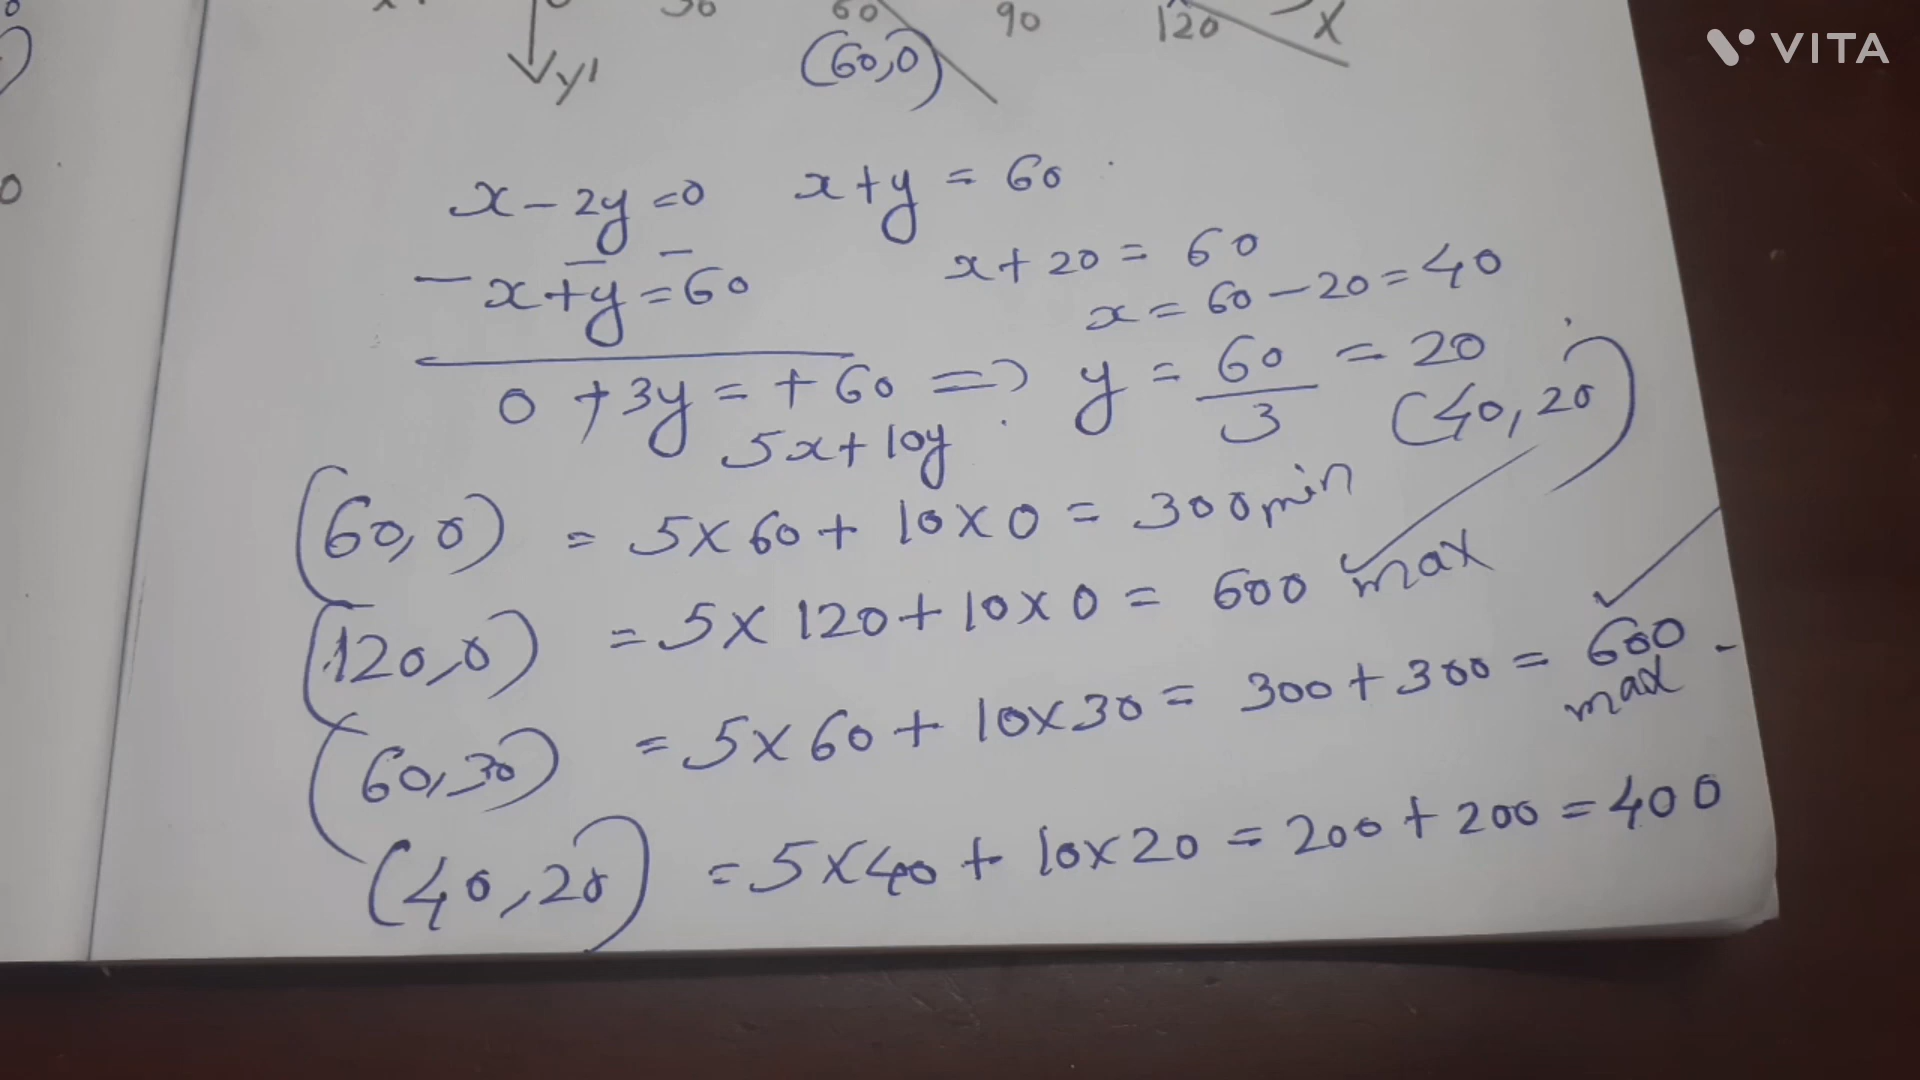 VITA
60 90 120 X
Y' (60,0)
x - 2y = 0 x + y = 60
- x + y = 60 x + 20 = 60
x = 60 - 20 = 40
0 + 3y = + 60 => y = 60/3 = 20
5x + 10y (40, 20)
(60, 0) = 5 x 60 + 10 x 0 = 300 min
(120, 0) = 5 x 120 + 10 x 0 = 600 max
(60, 30) = 5 x 60 + 10 x 30 = 300 + 300 = 600 max
(40, 20) = 5 x 40 + 10 x 20 = 200 + 200 = 400